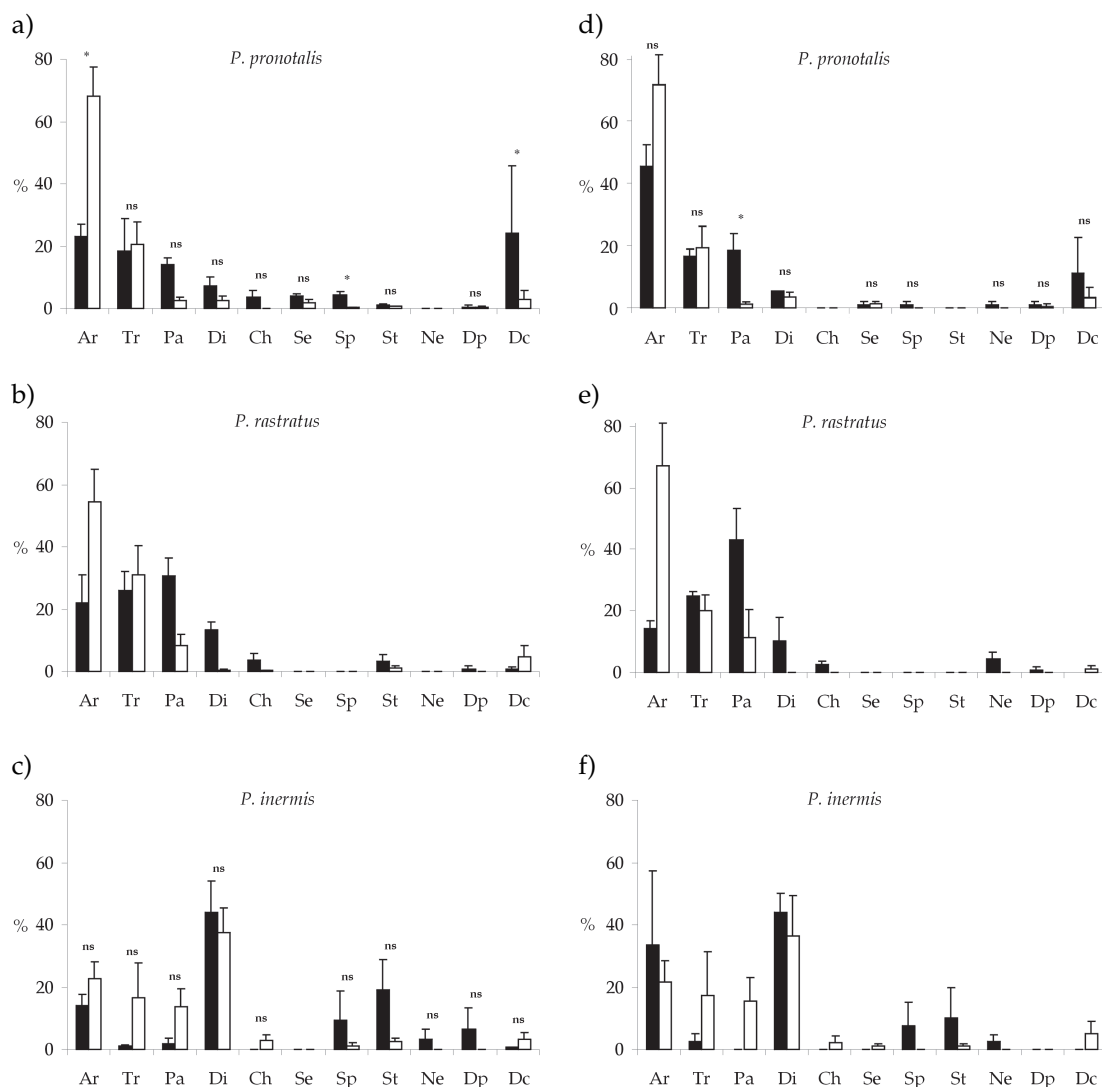 a)
P. pronotalis
80
60
40
%
20
0
*
ns
ns
ns
ns
ns
*
ns
ns
*
Ar Tr Pa Di Ch Se Sp St Ne Dp Dc
d)
P. pronotalis
80
60
40
%
20
0
ns
ns
*
ns
ns
ns
ns
ns
ns
Ar Tr Pa Di Ch Se Sp St Ne Dp Dc
b)
P. rastratus
80
60
40
%
20
0
Ar Tr Pa Di Ch Se Sp St Ne Dp Dc
e)
P. rastratus
80
60
40
%
20
0
Ar Tr Pa Di Ch Se Sp St Ne Dp Dc
c)
P. inermis
80
60
40
%
20
0
ns
ns
ns
ns
ns
ns
ns
ns
ns
ns
Ar Tr Pa Di Ch Se Sp St Ne Dp Dc
f)
P. inermis
80
60
40
%
20
0
Ar Tr Pa Di Ch Se Sp St Ne Dp Dc